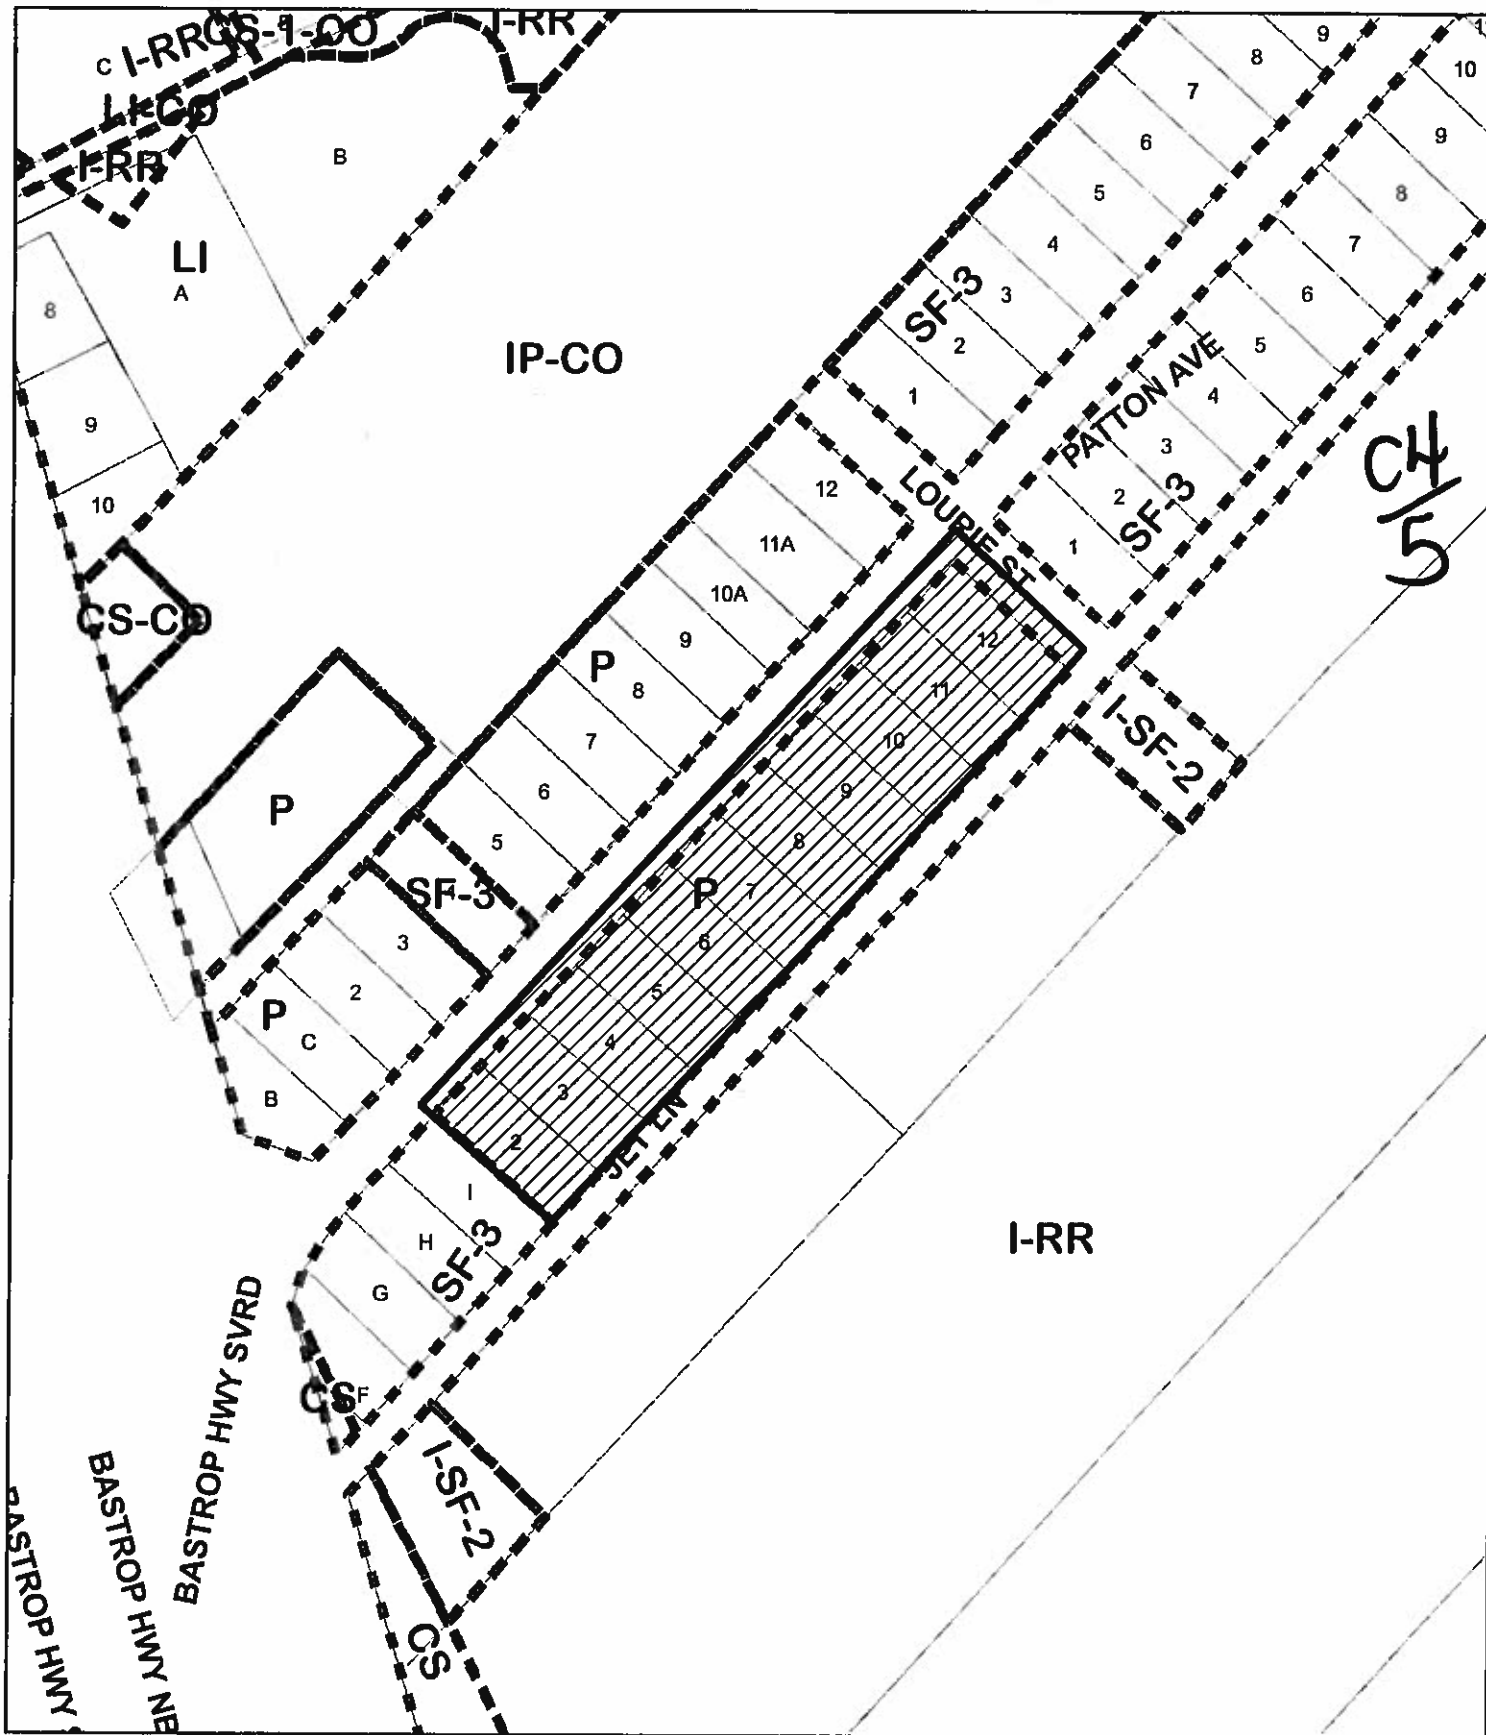 I-RR
CS-1-CO
I-RR
C
LI-CO
I-RR
B
LI
A
8
9
10
IP-CO
9
8
7
6
5
4
3
2
1
SF-3
10
9
8
7
6
5
4
3
2
1
PATTON AVE
SF-3
C4/5
LOURIE ST
12
11A
10A
9
8
P
7
6
5
SF-3
3
2
P
C
B
CS-CO
P
12
11
10
9
8
7
P
6
5
4
3
2
I-SF-2
JET LN
I
H
SF-3
G
CS
F
I-RR
I-SF-2
CS
BASTROP HWY SVRD
BASTROP HWY NB
BASTROP HWY